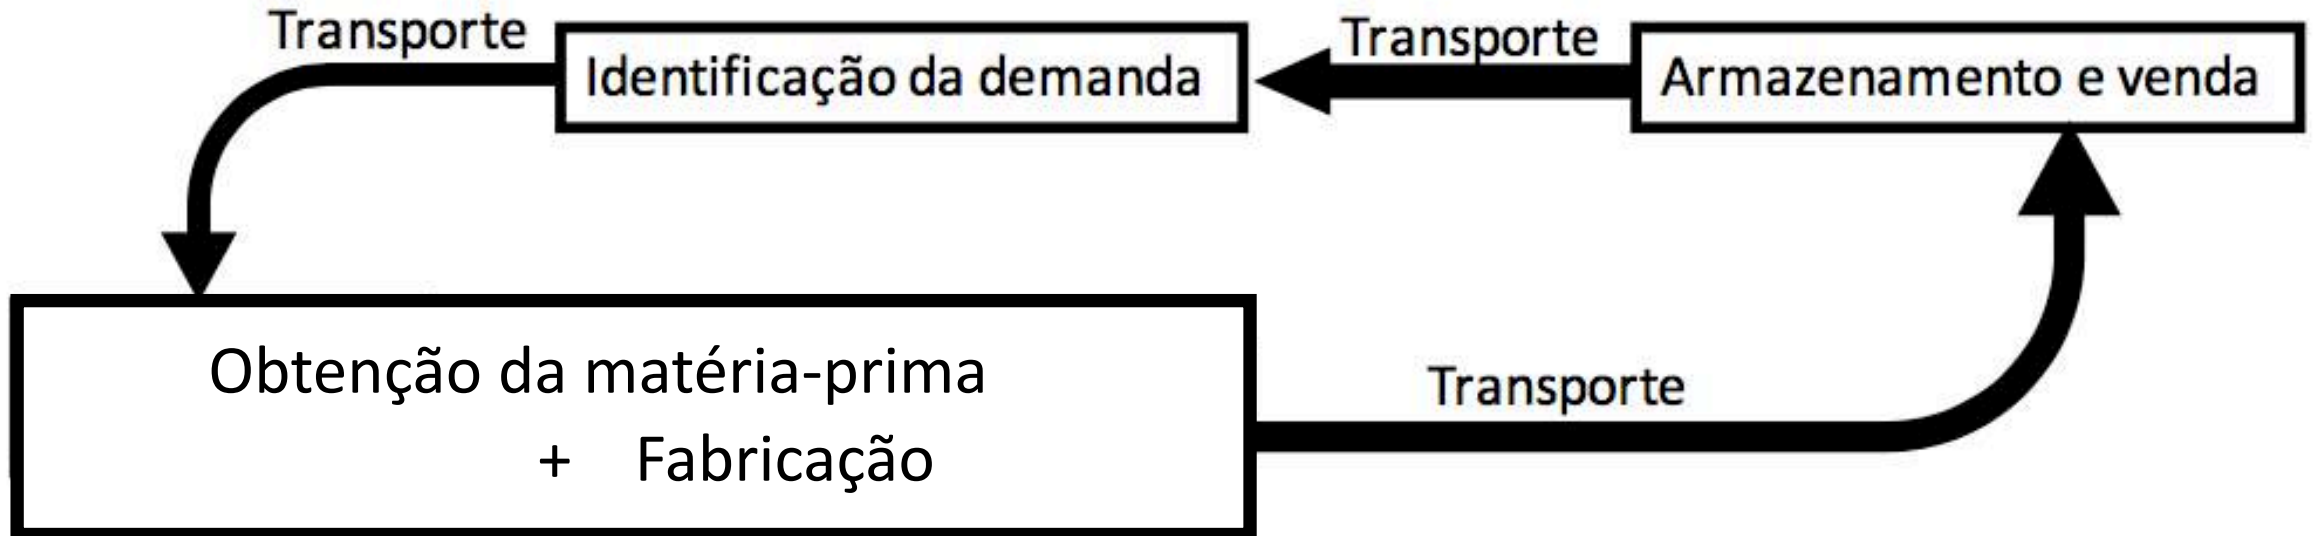 Transporte
Identificação da demanda
Transporte
Armazenamento e venda
Obtenção da matéria-prima
+ Fabricação
Transporte